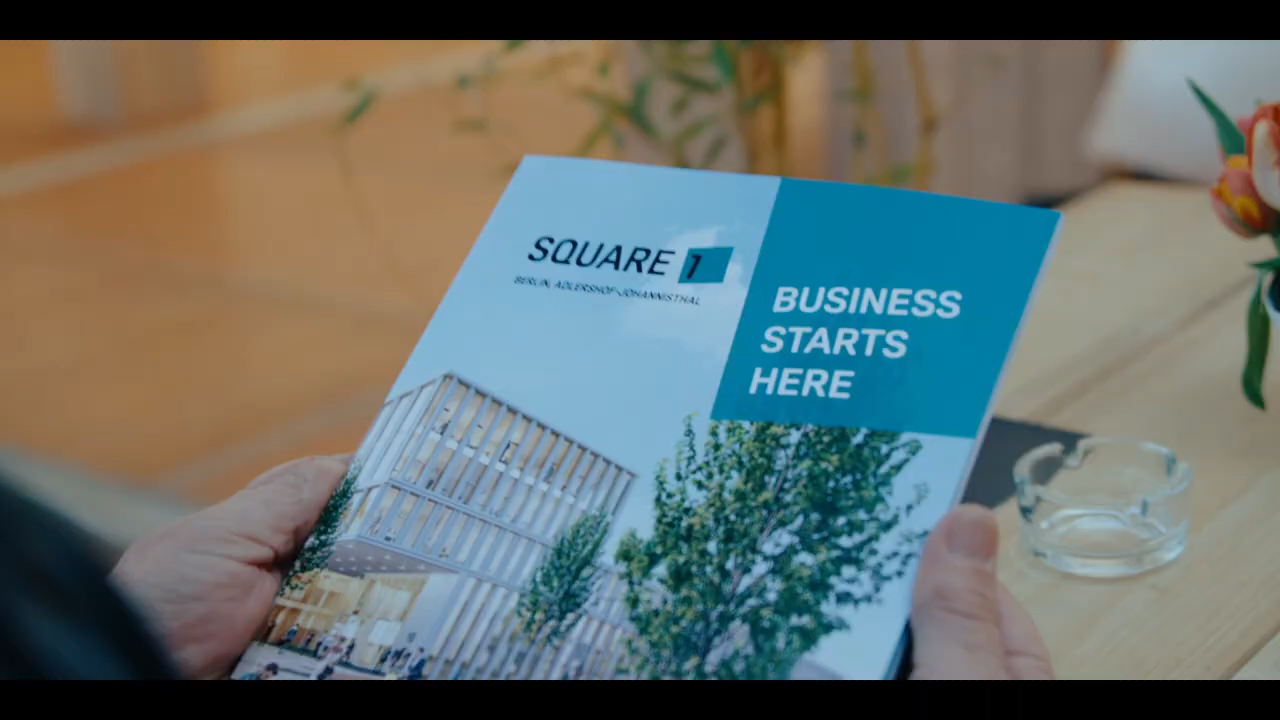 SQUARE 1
BERLIN, ADLERSHOF-JOHANNISTHAL
BUSINESS
STARTS
HERE